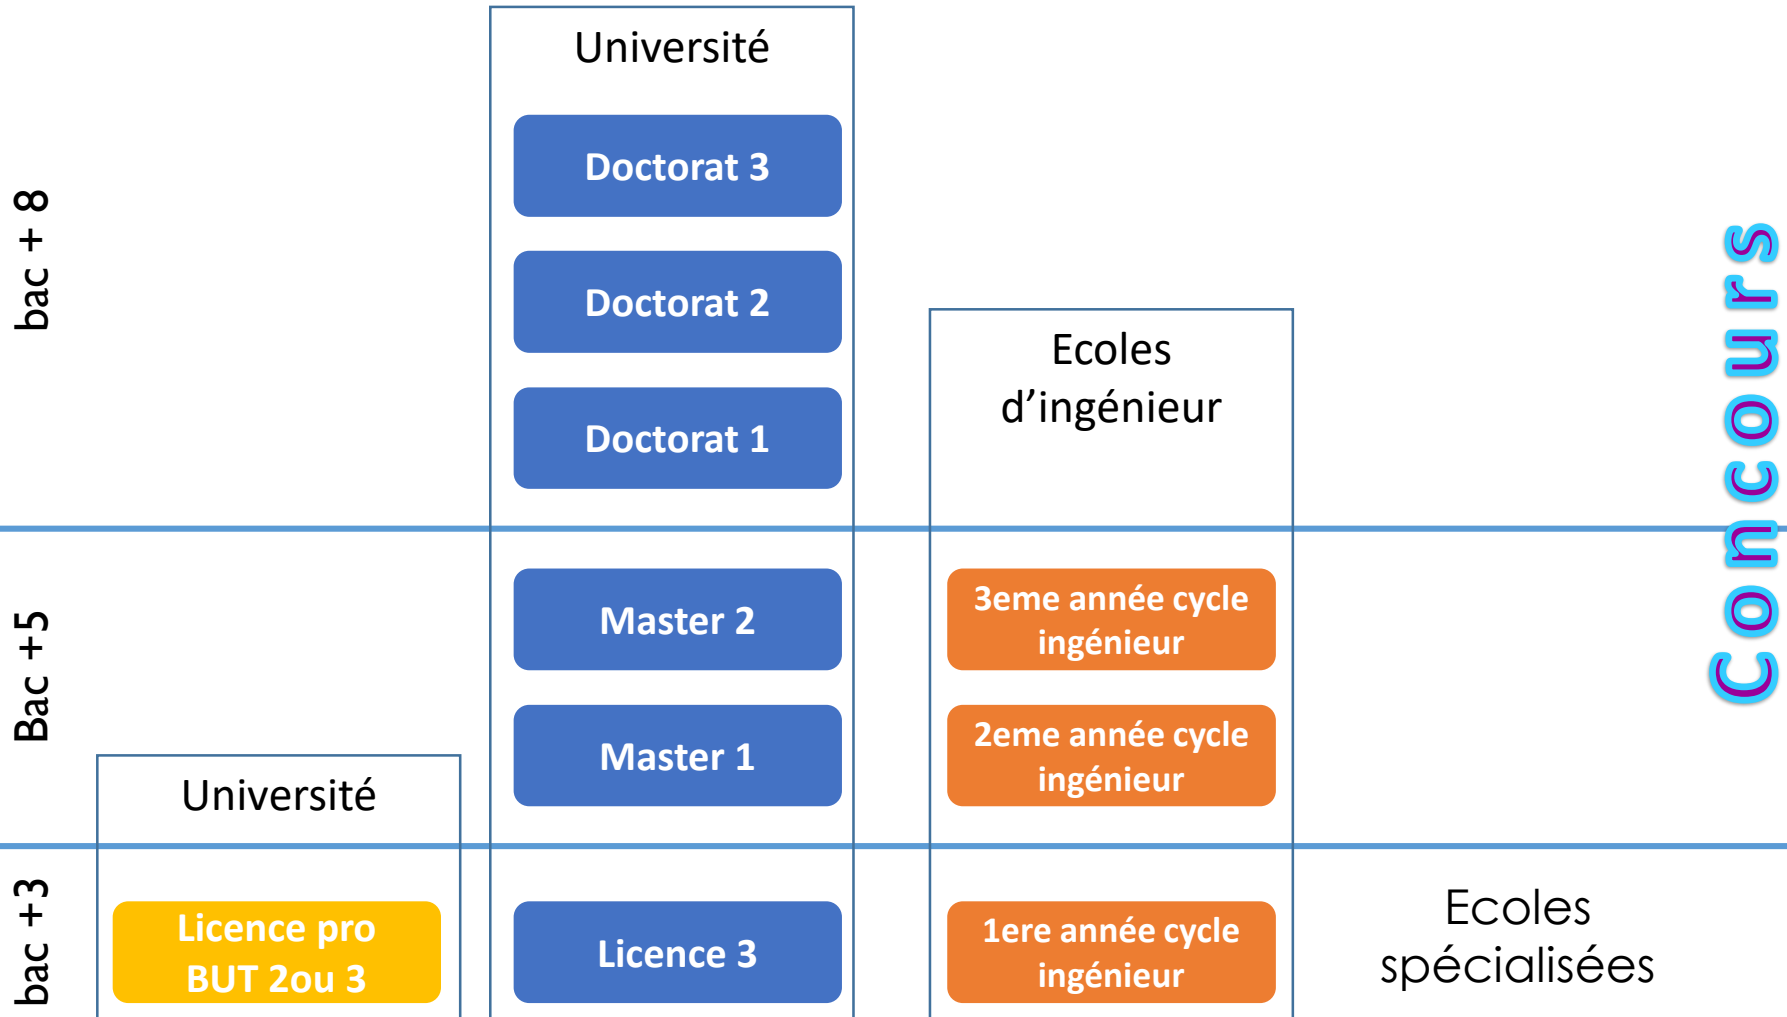 Université
bac + 8
Doctorat 3
Doctorat 2
Doctorat 1
Ecoles
d’ingénieur
Concours
Bac +5
Master 2
3eme année cycle
ingénieur
Master 1
2eme année cycle
ingénieur
Université
bac +3
Licence pro
BUT 2ou 3
Licence 3
1ere année cycle
ingénieur
Ecoles
spécialisées